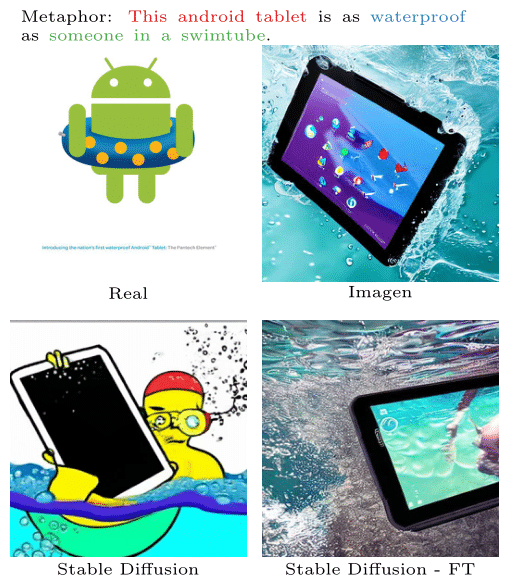 Metaphor: This android tablet is as waterproof
as someone in a swimtube.
introducing the nation's first waterproof Android™ Tablet: The Pantech Element™
Real
Imagen
Stable Diffusion
Stable Diffusion - FT